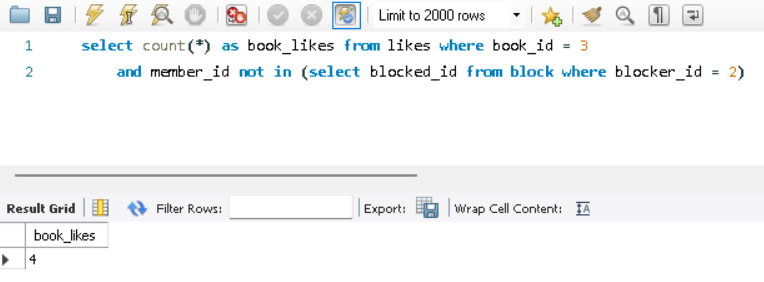 Limit to 2000 rows
1 select count(*) as book_likes from likes where book_id = 3
2 and member_id not in (select blocked_id from block where blocker_id = 2)
Result Grid Filter Rows: Export: Wrap Cell Content: IA
book_likes
4